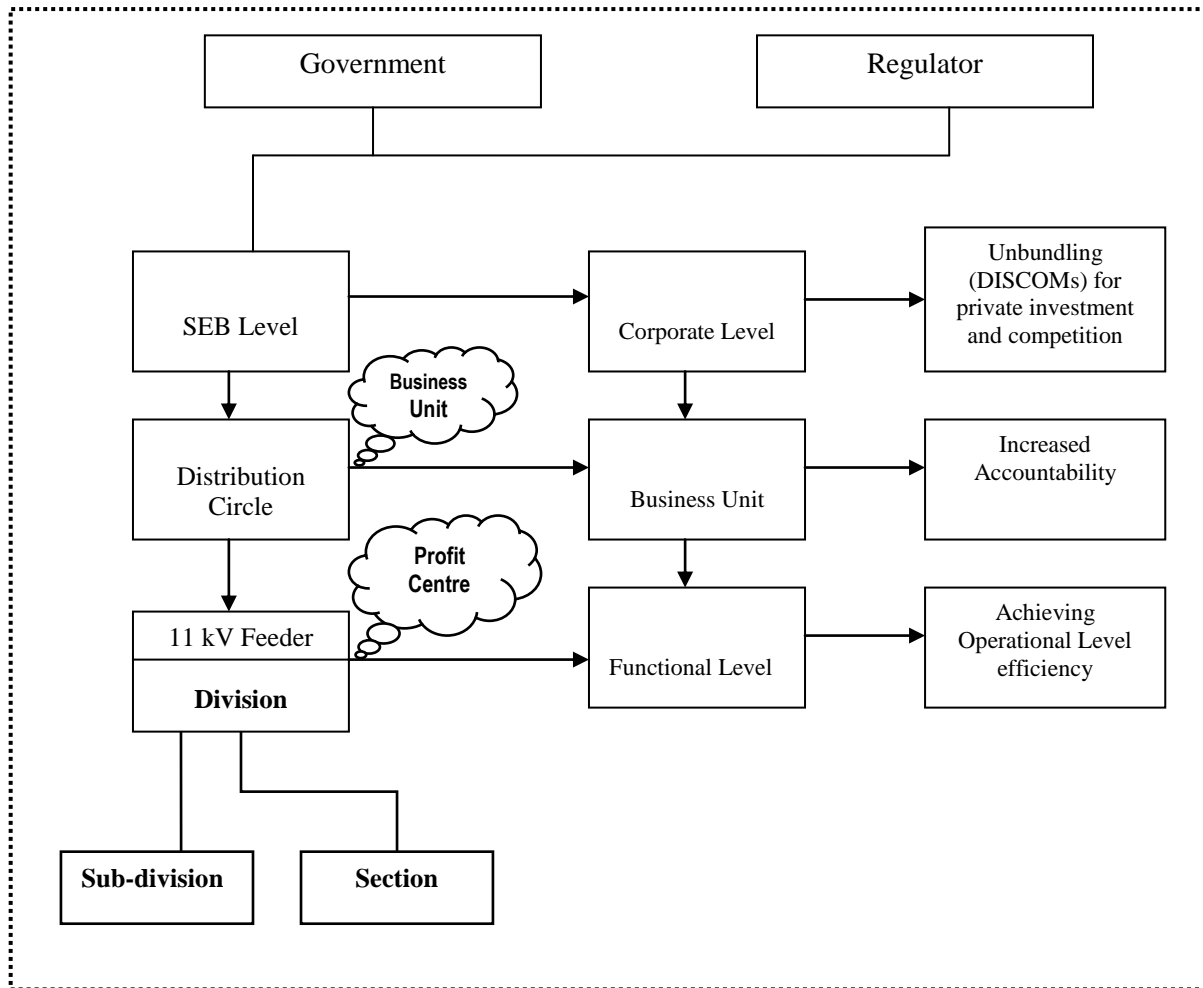 Government
Regulator
SEB Level
Corporate Level
Unbundling
(DISCOMs) for
private investment
and competition
Business
Unit
Distribution
Circle
Business Unit
Increased
Accountability
Profit
Centre
11 kV Feeder
Division
Functional Level
Achieving
Operational Level
efficiency
Sub-division
Section